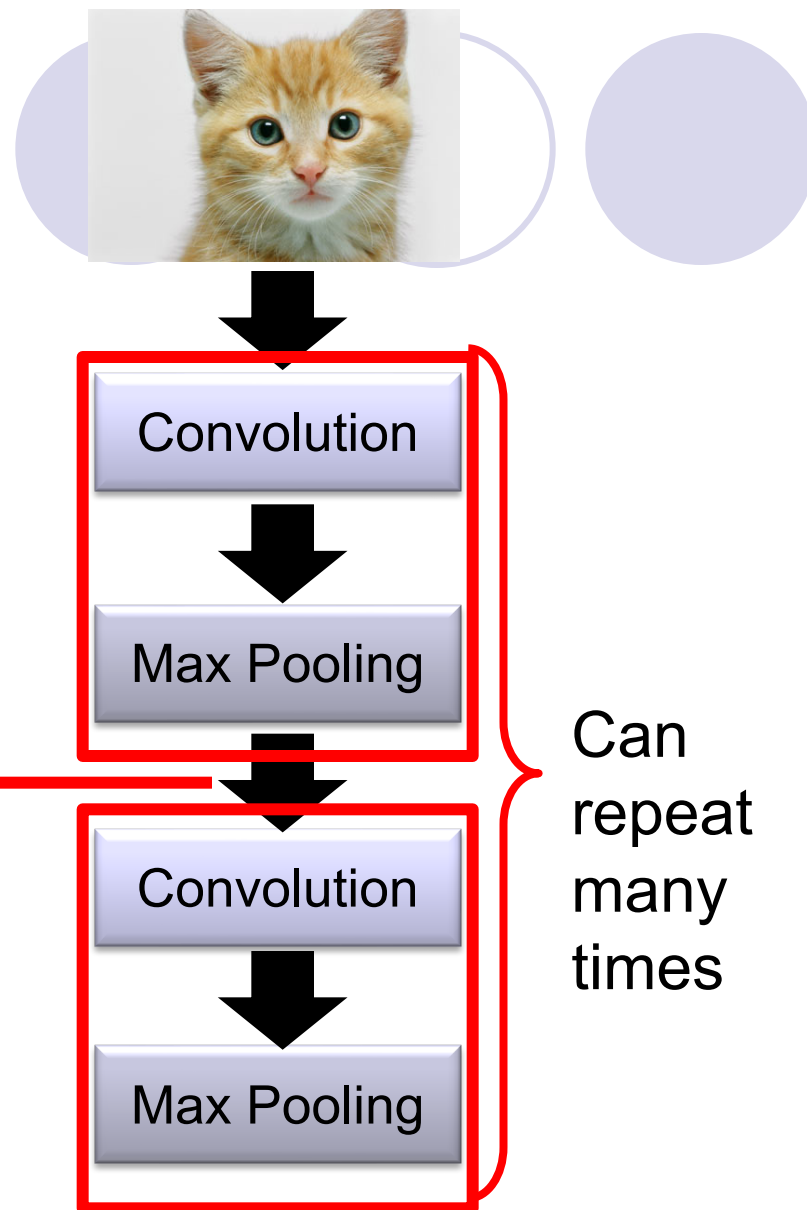 Convolution
Max Pooling
Can
repeat
many
times
Convolution
Max Pooling